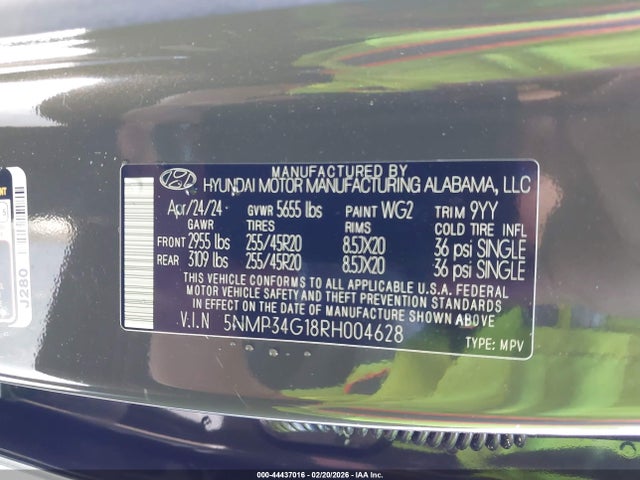 MANUFACTURED BY
HYUNDAI MOTOR MANUFACTURING ALABAMA, LLC
Apr/24/24 GVWR 5655 lbs PAINT WG2 TRIM 9YY
GAWR TIRES RIMS COLD TIRE INFL
FRONT 2955 lbs 255/45R20 8.5JX20 36 psi SINGLE
REAR 3109 lbs 255/45R20 8.5JX20 36 psi SINGLE
THIS VEHICLE CONFORMS TO ALL APPLICABLE U.S.A. FEDERAL
MOTOR VEHICLE SAFETY AND THEFT PREVENTION STANDARDS
IN EFFECT ON THE DATE OF MANUFACTURE SHOWN ABOVE.
V.I.N 5NMP34G18RH004628
TYPE: MPV
J280
000-44437016 - 02/20/2026 - IAA Inc.